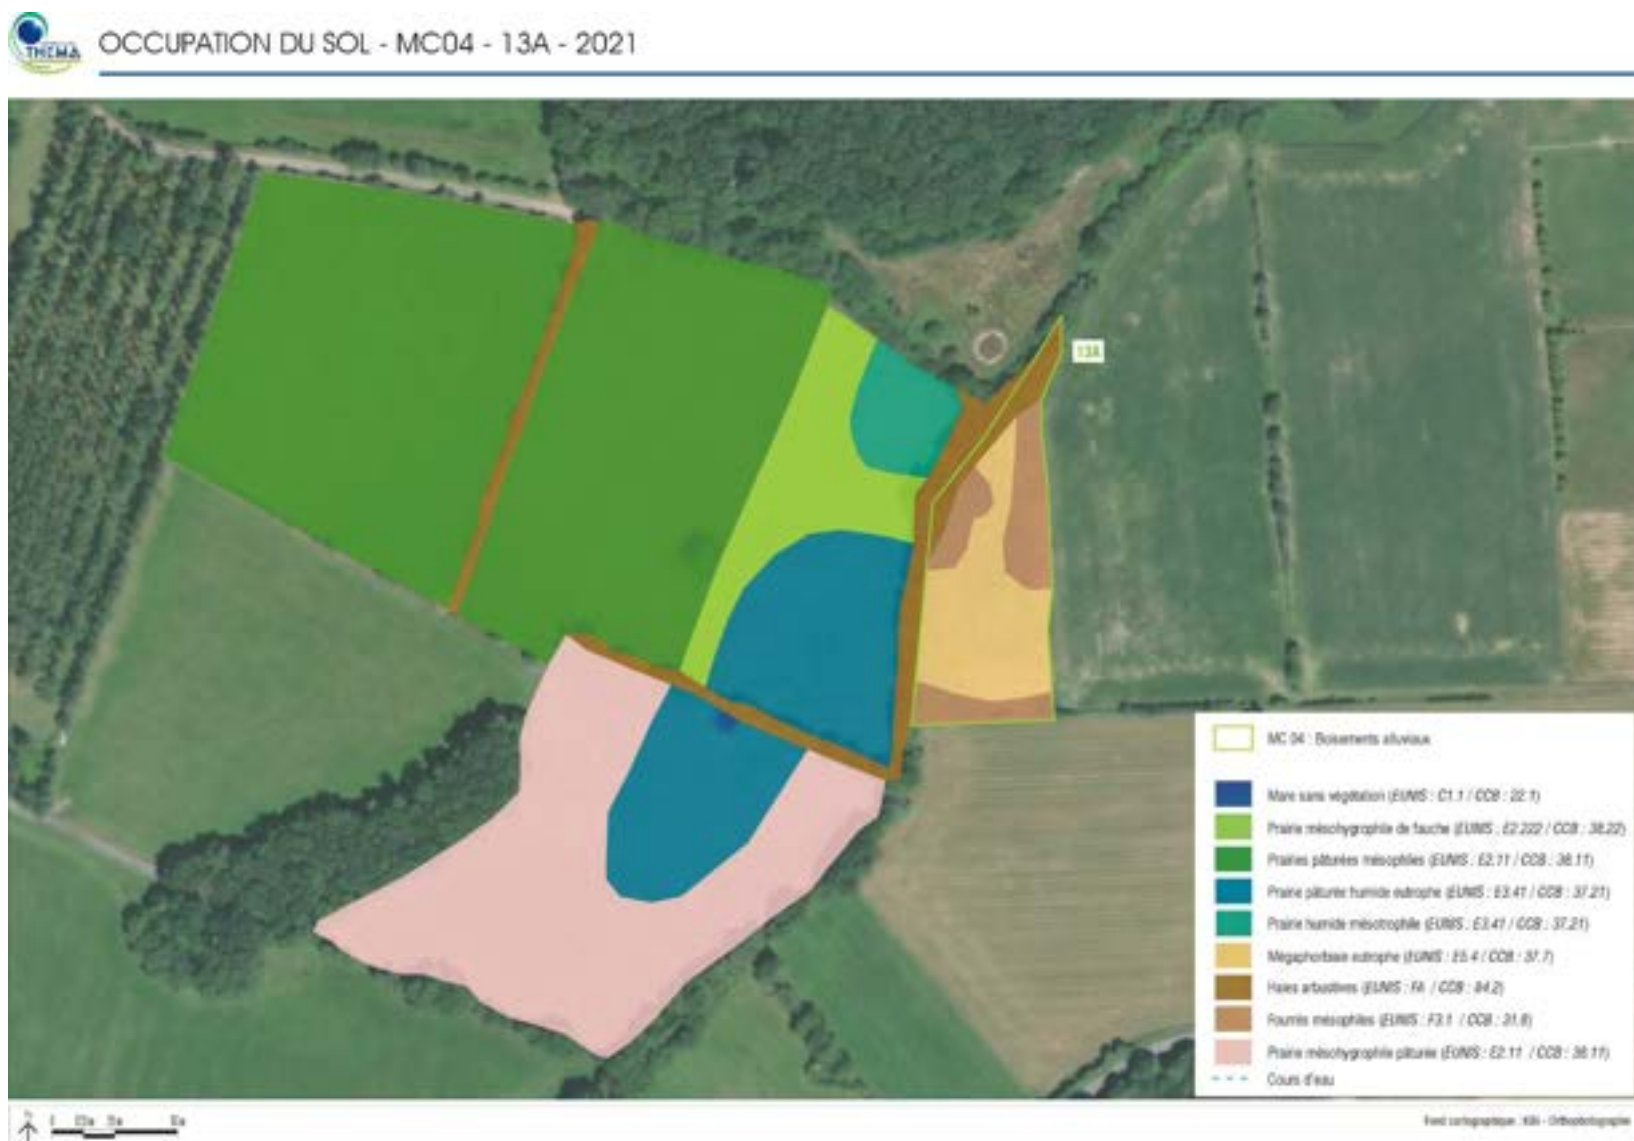 THEMA
OCCUPATION DU SOL - MC04 - 13A - 2021
13A
MC 04 : Boisements alluviaux
Mare sans végétation (EUNIS : C1.1 / CCB : 22.1)
Prairie mésohygrophile de fauche (EUNIS : E2.222 / CCB : 38.22)
Prairies pâturées mésophiles (EUNIS : E2.11 / CCB : 38.11)
Prairie pâturée humide eutrophe (EUNIS : E3.41 / CCB : 37.21)
Prairie humide mésotrophile (EUNIS : E3.41 / CCB : 37.21)
Mégaphorbiaie eutrophe (EUNIS : E5.4 / CCB : 37.7)
Haies arbustives (EUNIS : FA / CCB : 84.2)
Fourrés mésophiles (EUNIS : F3.1 / CCB : 31.8)
Prairie mésohygrophile pâturée (EUNIS : E2.11 / CCB : 38.11)
Cours d'eau
Fond cartographique : IGN - Orthophotographie